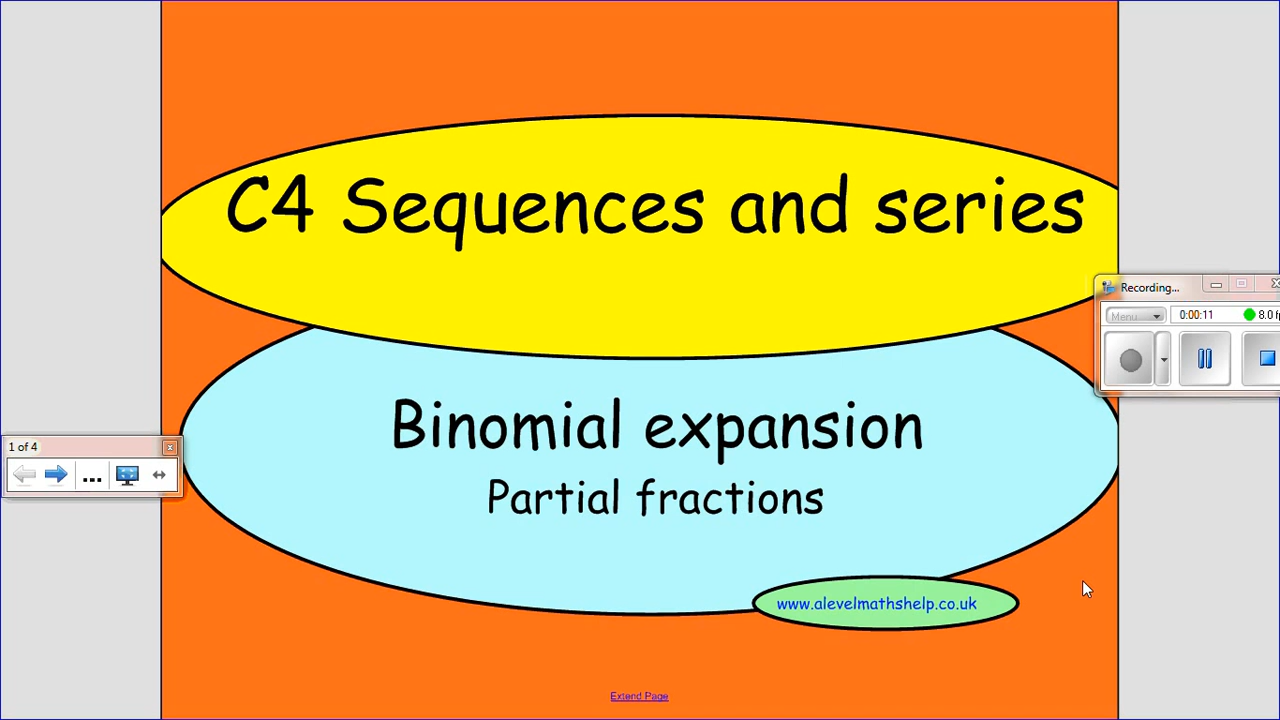 C4 Sequences and series
Recording...
Menu
0:00:11
8.0
Binomial expansion
1 of 4
Partial fractions
www.alevelmathshelp.co.uk
Extend Page